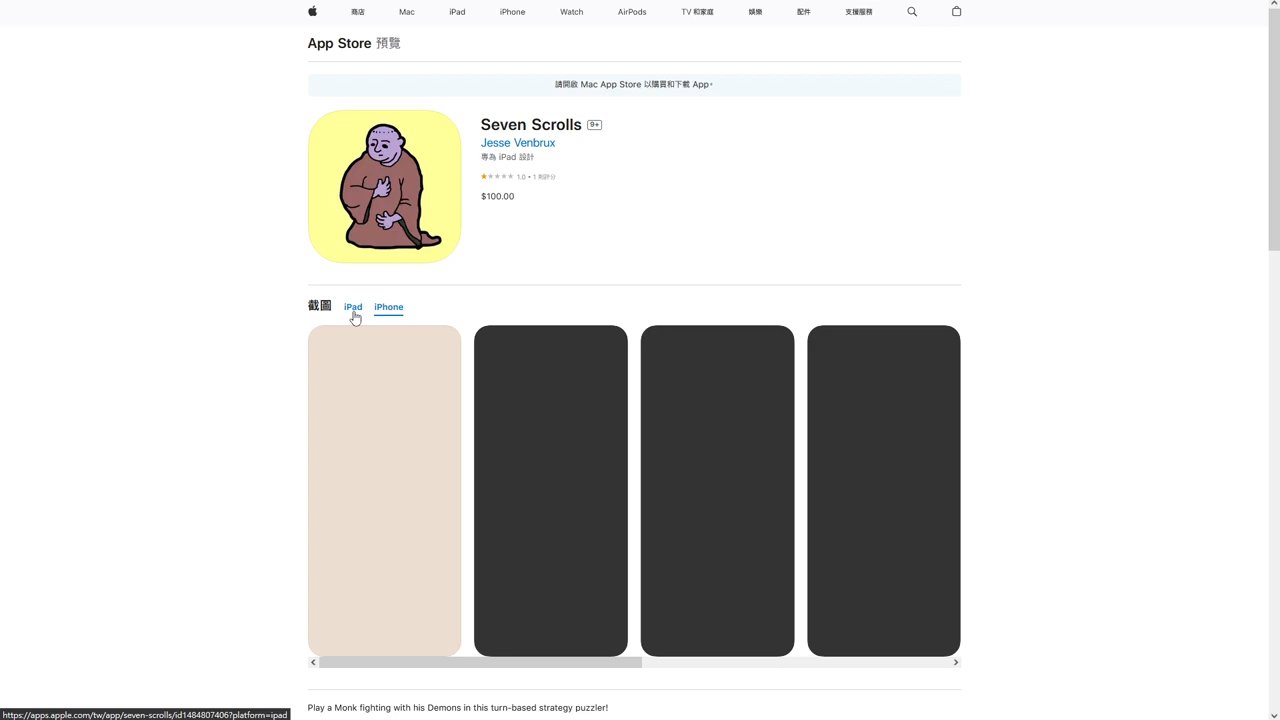 商店 Mac iPad iPhone Watch AirPods TV 和家庭 娛樂 配件 支援服務
App Store 預覽
請開啟 Mac App Store 以購買和下載 App。
Seven Scrolls 9+
Jesse Venbrux
專為 iPad 設計
1.0 • 1 則評分
$100.00
截圖 iPad iPhone
Play a Monk fighting with his Demons in this turn-based strategy puzzler!
https://apps.apple.com/tw/app/seven-scrolls/id1484807406?platform=ipad